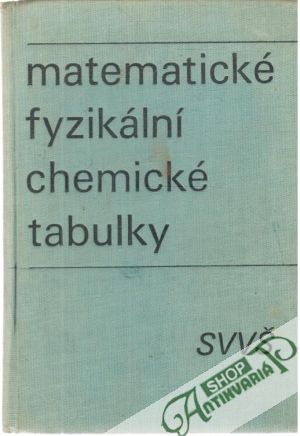 matematické
fyzikální
chemické
tabulky
SVVŠ
SHOP
ANTIKVARIÁT